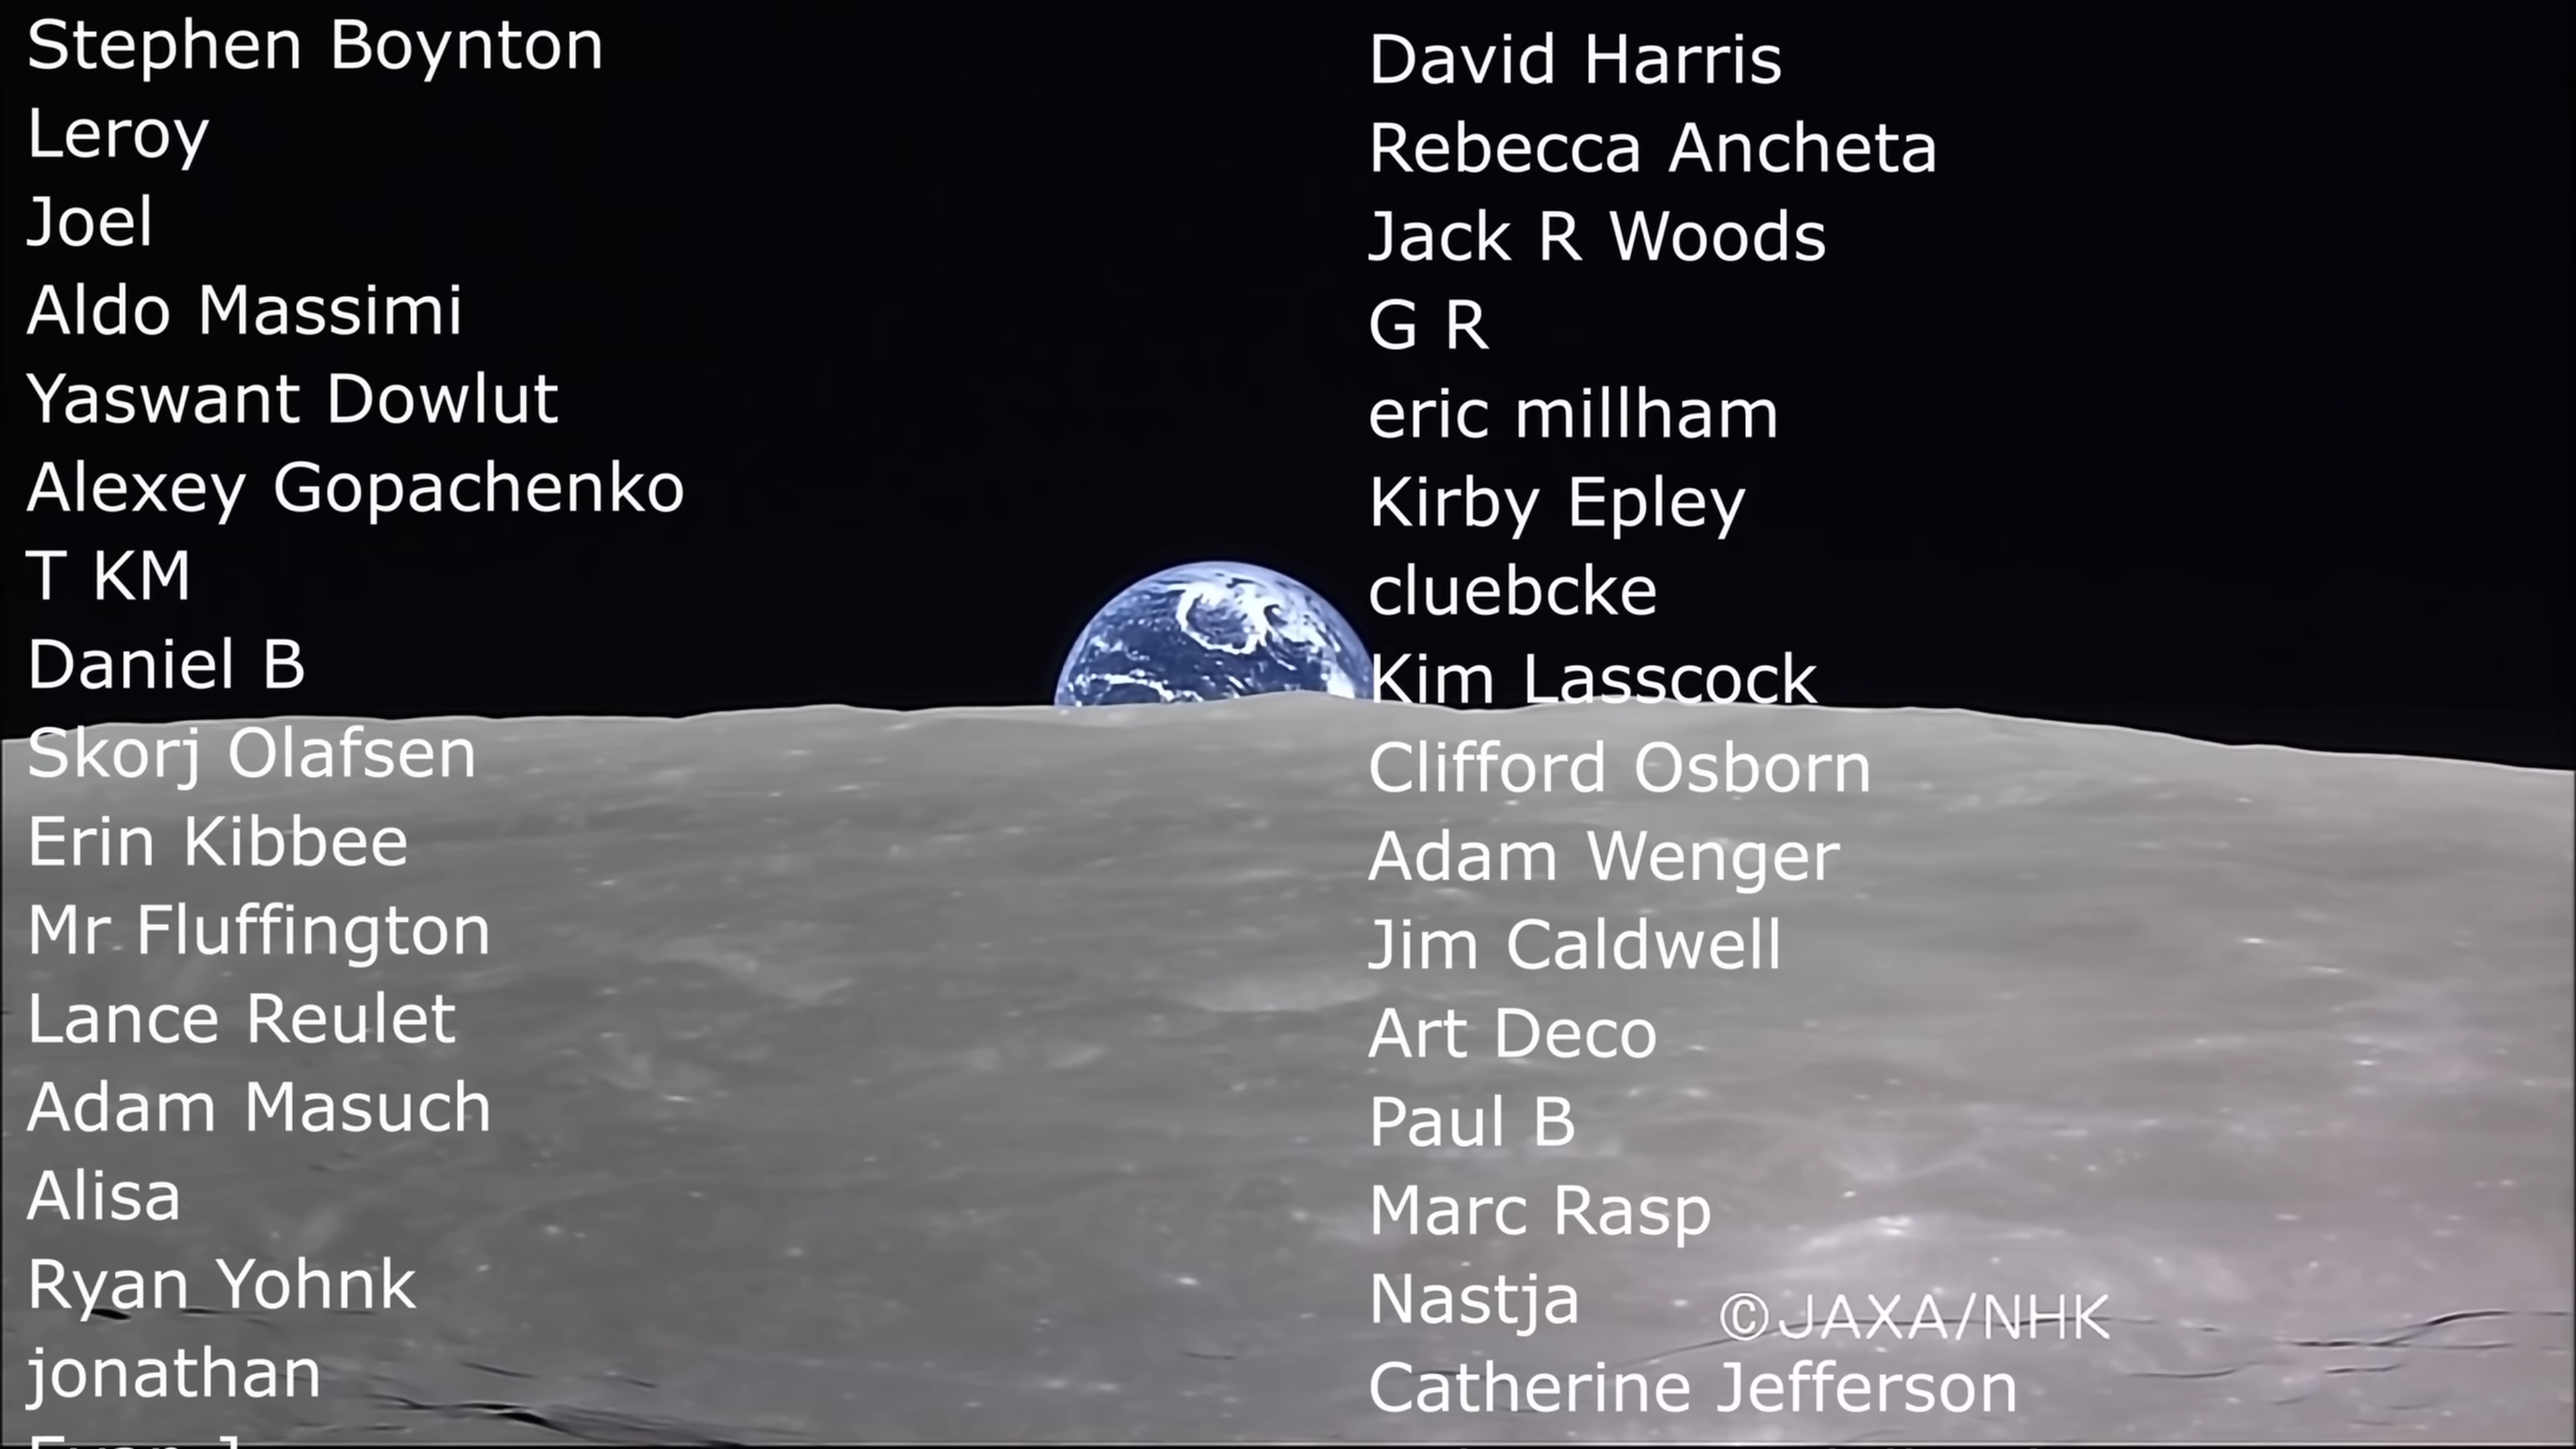 Stephen Boynton
Leroy
Joel
Aldo Massimi
Yaswant Dowlut
Alexey Gopachenko
T KM
Daniel B
Skorj Olafsen
Erin Kibbee
Mr Fluffington
Lance Reulet
Adam Masuch
Alisa
Ryan Yohnk
jonathan
David Harris
Rebecca Ancheta
Jack R Woods
G R
eric millham
Kirby Epley
cluebcke
Kim Lasscock
Clifford Osborn
Adam Wenger
Jim Caldwell
Art Deco
Paul B
Marc Rasp
Nastja
Catherine Jefferson
©JAXA/NHK